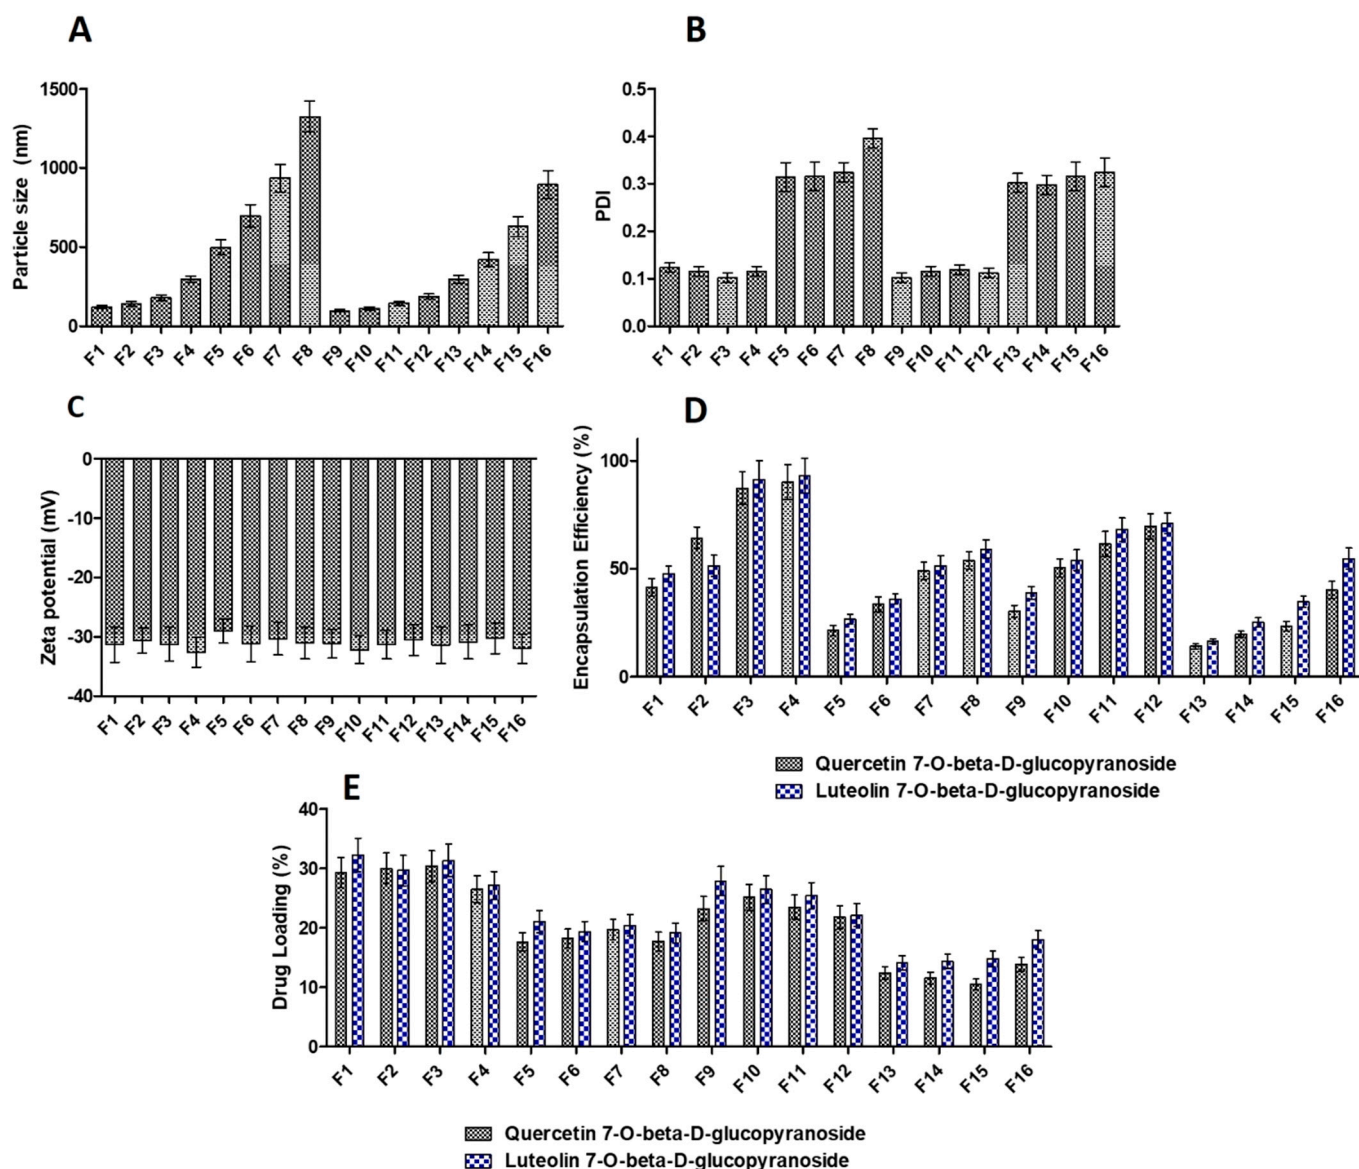 A
Particle size (nm)
1500
1000
500
0
F1 F2 F3 F4 F5 F6 F7 F8 F9 F10 F11 F12 F13 F14 F15 F16
B
PDI
0.5
0.4
0.3
0.2
0.1
0.0
F1 F2 F3 F4 F5 F6 F7 F8 F9 F10 F11 F12 F13 F14 F15 F16
C
Zeta potential (mV)
0
-10
-20
-30
-40
F1 F2 F3 F4 F5 F6 F7 F8 F9 F10 F11 F12 F13 F14 F15 F16
D
Encapsulation Efficiency (%)
100
50
0
F1 F2 F3 F4 F5 F6 F7 F8 F9 F10 F11 F12 F13 F14 F15 F16
Quercetin 7-O-beta-D-glucopyranoside
Luteolin 7-O-beta-D-glucopyranoside
E
Drug Loading (%)
40
30
20
10
0
F1 F2 F3 F4 F5 F6 F7 F8 F9 F10 F11 F12 F13 F14 F15 F16
Quercetin 7-O-beta-D-glucopyranoside
Luteolin 7-O-beta-D-glucopyranoside